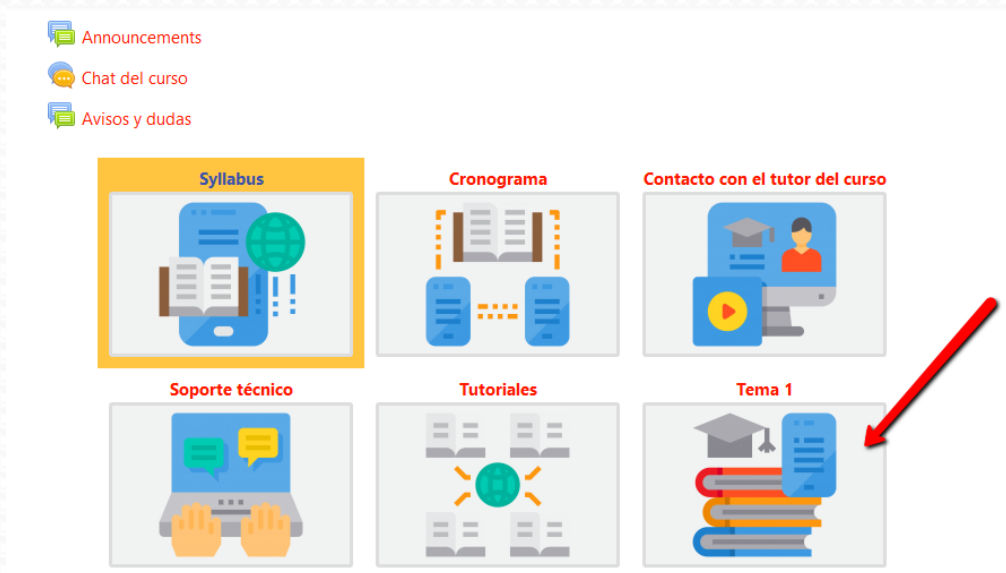 Announcements
Chat del curso
Avisos y dudas
Syllabus
Cronograma
Contacto con el tutor del curso
Soporte técnico
Tutoriales
Tema 1